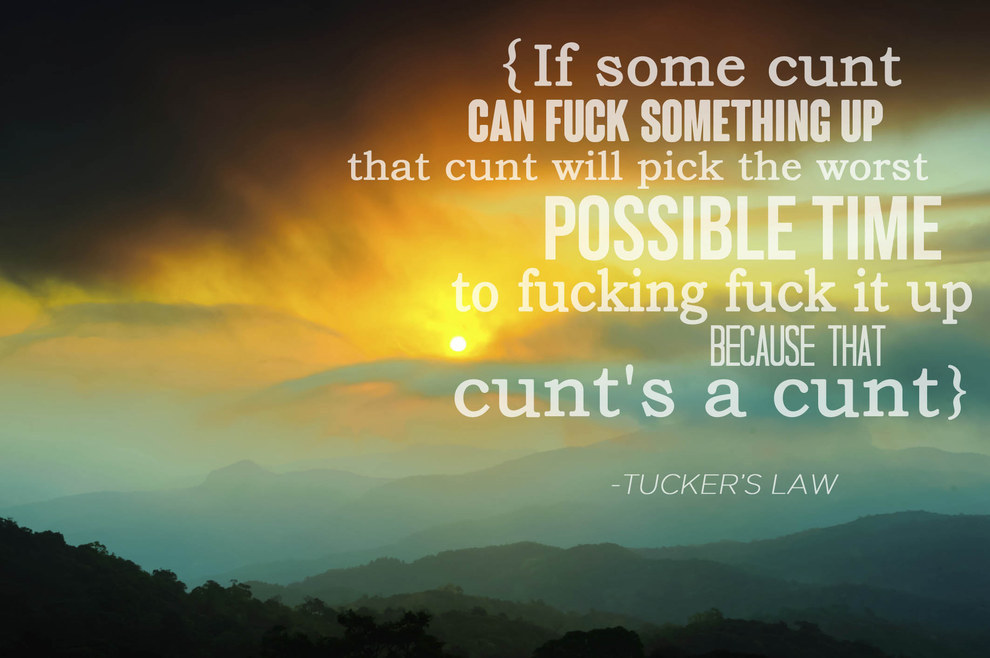 {If some cunt
CAN FUCK SOMETHING UP
that cunt will pick the worst
POSSIBLE TIME
to fucking fuck it up
BECAUSE THAT
cunt's a cunt}
-TUCKER'S LAW